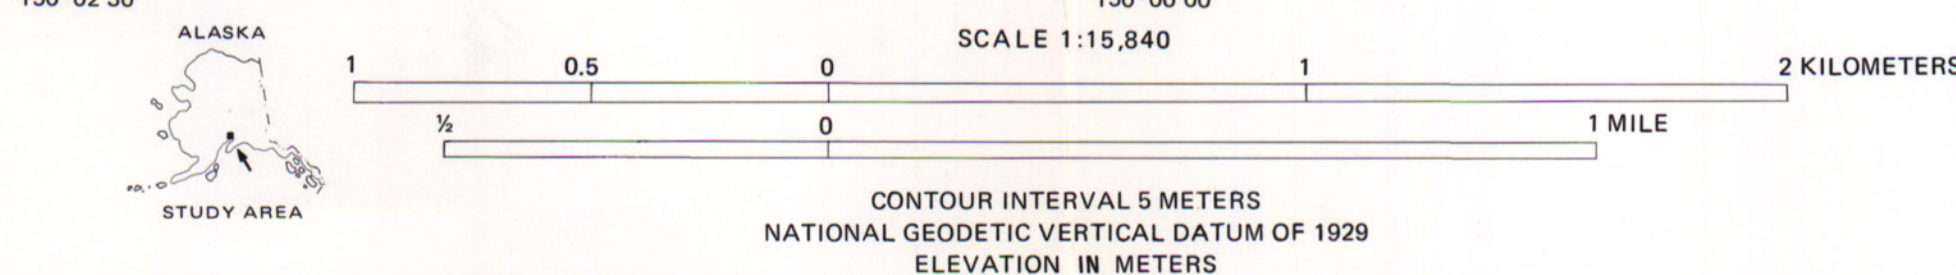 ALASKA
SCALE 1:15,840
1 0.5 0 1 2 KILOMETERS
½ 0 1 MILE
STUDY AREA
CONTOUR INTERVAL 5 METERS
NATIONAL GEODETIC VERTICAL DATUM OF 1929
ELEVATION IN METERS